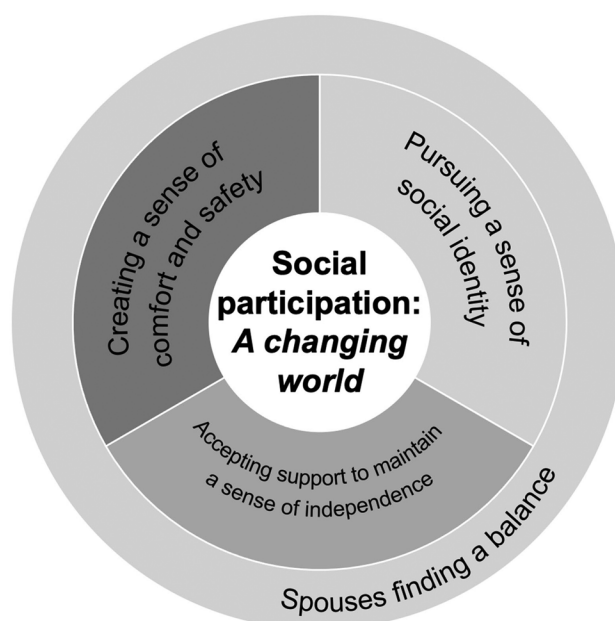 Creating a sense of
comfort and safety
Pursuing a sense of
social identity
Social
participation:
A changing
world
Accepting support to maintain
a sense of independence
Spouses finding a balance